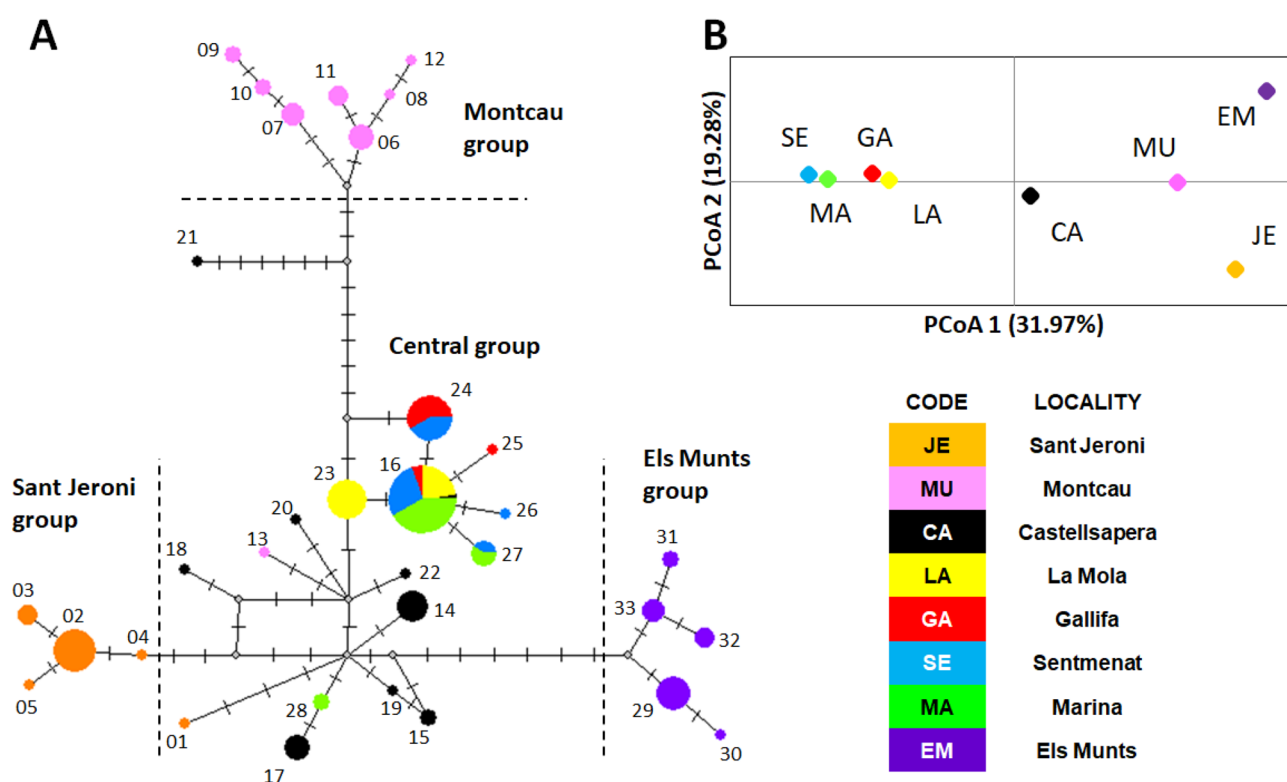 A
B
09
12
11
10
08
07
06
Montcau
group
21
Central group
24
25
16
23
26
27
20
13
18
22
14
Sant Jeroni
group
03
02
04
05
01
28
17
19
15
Els Munts
group
31
33
32
29
30
PCoA 2 (19.28%)
SE
GA
MA
LA
CA
MU
EM
JE
PCoA 1 (31.97%)
CODE LOCALITY
JE Sant Jeroni
MU Montcau
CA Castellsapera
LA La Mola
GA Gallifa
SE Sentmenat
MA Marina
EM Els Munts